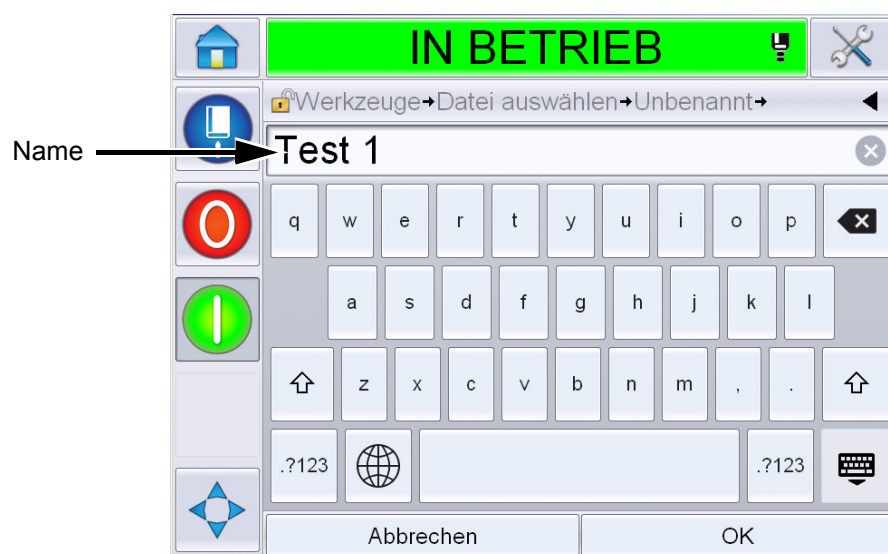 IN BETRIEB
Werkzeuge→Datei auswählen→Unbenannt→
Name
Test 1
q w e r t y u i o p
a s d f g h j k l
z x c v b n m , .
.?123 .?123
Abbrechen OK